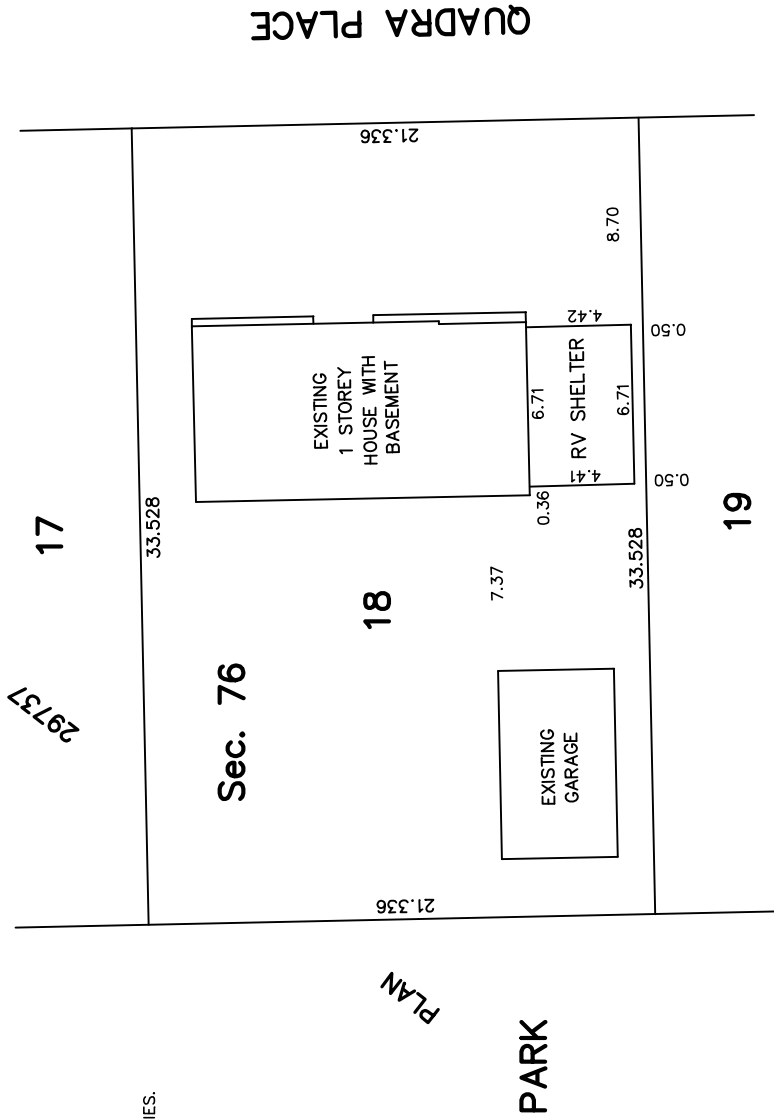 QUADRA PLACE
21.336
8.70
4.42
0.50
EXISTING
1 STOREY
HOUSE WITH
BASEMENT
6.71
RV SHELTER
6.71
4.41
0.50
0.36
17
33.528
19
33.528
7.37
18
Sec. 76
29737
EXISTING
GARAGE
21.336
PLAN
PARK
IES.